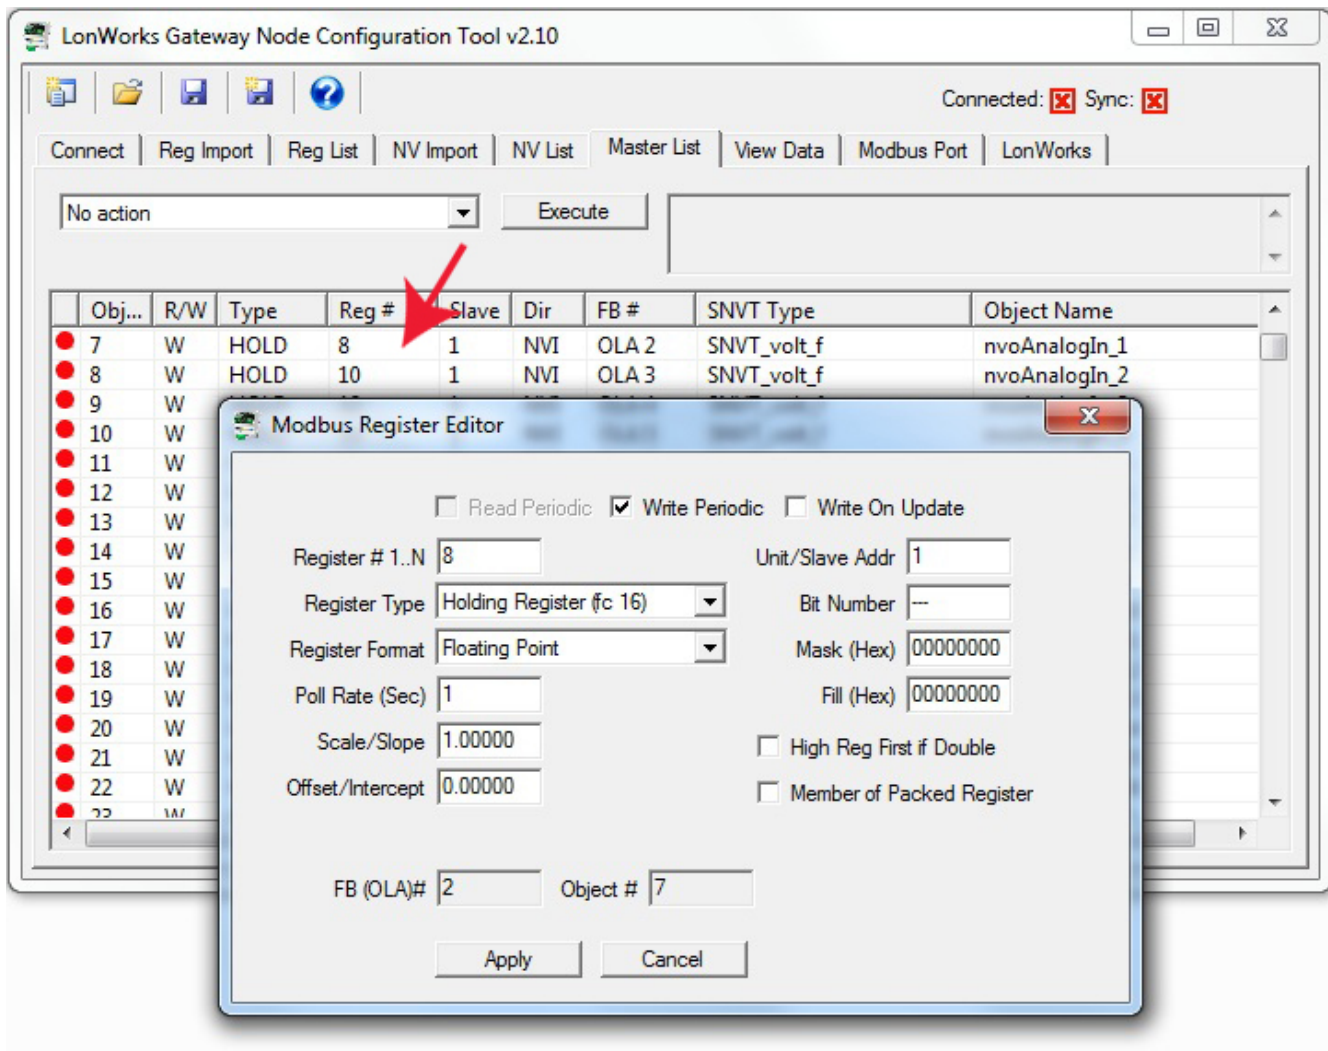 LonWorks Gateway Node Configuration Tool v2.10
Connected: Sync:
Connect Reg Import Reg List NV Import NV List Master List View Data Modbus Port LonWorks
No action Execute
Obj... R/W Type Reg # Slave Dir FB # SNVT Type Object Name
7 W HOLD 8 1 NVI OLA 2 SNVT_volt_f nvoAnalogIn_1
8 W HOLD 10 1 NVI OLA 3 SNVT_volt_f nvoAnalogIn_2
9 W
10 W
11 W
12 W
13 W
14 W
15 W
16 W
17 W
18 W
19 W
20 W
21 W
22 W
23 W
Modbus Register Editor
Read Periodic Write Periodic Write On Update
Register # 1..N 8 Unit/Slave Addr 1
Register Type Holding Register (fc 16) Bit Number ---
Register Format Floating Point Mask (Hex) 00000000
Poll Rate (Sec) 1 Fill (Hex) 00000000
Scale/Slope 1.00000 High Reg First if Double
Offset/Intercept 0.00000 Member of Packed Register
FB (OLA)# 2 Object # 7
Apply Cancel